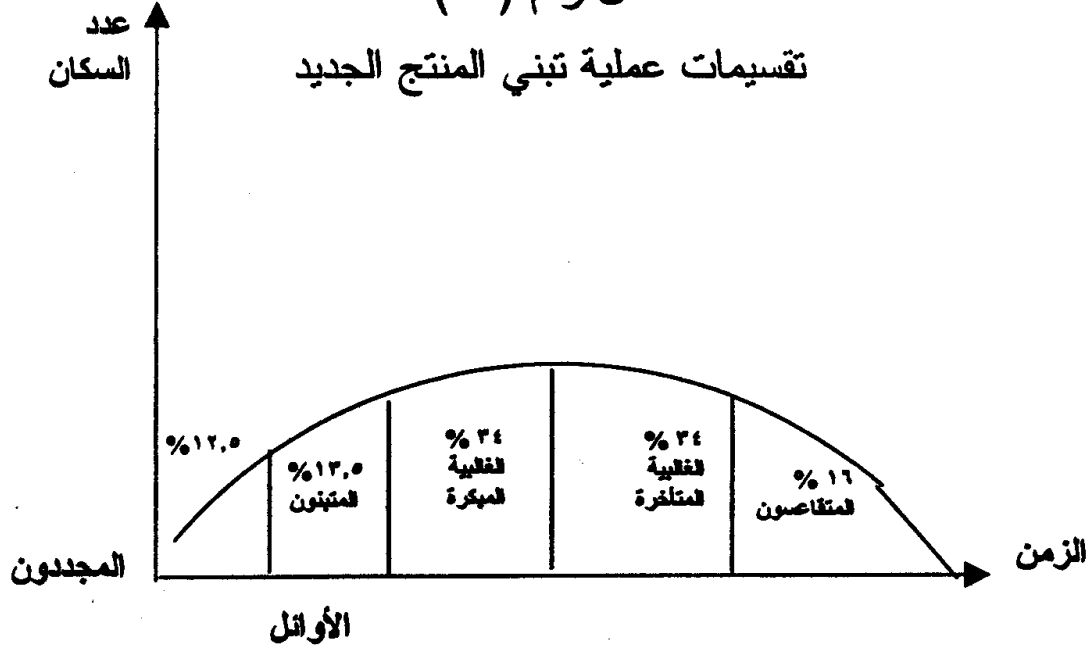 عدد
السكان
تقسيمات عملية تبني المنتج الجديد
%١٢,٥
%١٣,٥
المتبنون
% ٣٤
الغالبية
المبكرة
% ٣٤
الغالبية
المتأخرة
% ١٦
المتقاعسون
المجددون
الزمن
الأوائل